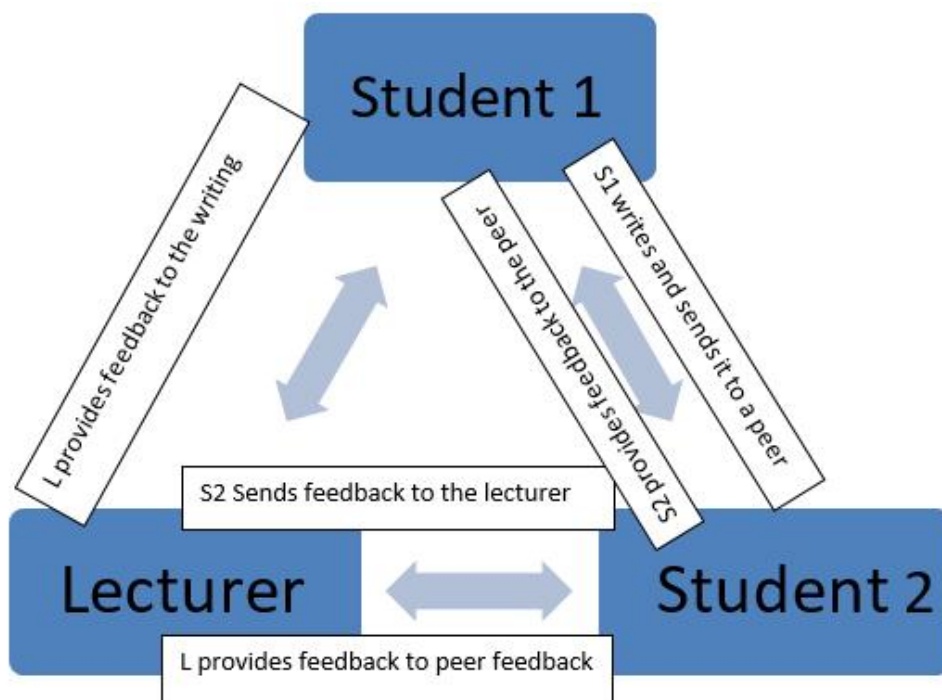 Student 1
L provides feedback to the writing
S1 writes and sends it to a peer
S2 provides feedback to the peer
S2 Sends feedback to the lecturer
Lecturer
Student 2
L provides feedback to peer feedback